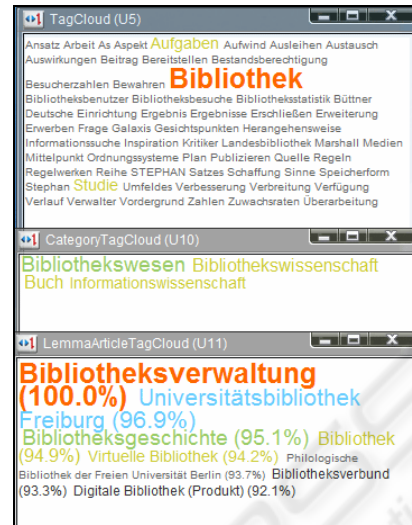 TagCloud (U5)
Ansatz Arbeit As Aspekt Aufgaben Aufwind Ausleihen Austausch
Auswirkungen Beitrag Bereitstellen Bestandsberechtigung
Besucherzahlen Bewahren Bibliothek
Bibliotheksbenutzer Bibliotheksbesuche Bibliotheksstatistik Büttner
Deutsche Einrichtung Ergebnis Ergebnisse Erschließen Erweiterung
Erwerben Frage Galaxis Gesichtspunkten Herangehensweise
Informationssuche Inspiration Kritiker Landesbibliothek Marshall Medien
Mittelpunkt Ordnungssysteme Plan Publizieren Quelle Regeln
Regelwerken Reihe STEPHAN Satzes Schaffung Sinne Speicherform
Stephan Studie Umfeldes Verbesserung Verbreitung Verfügung
Verlauf Verwalter Vordergrund Zahlen Zuwachsraten Überarbeitung
CategoryTagCloud (U10)
Bibliothekswesen Bibliothekswissenschaft
Buch Informationswissenschaft
LemmaArticleTagCloud (U11)
Bibliotheksverwaltung
(100.0%) Universitätsbibliothek
Freiburg (96.9%)
Bibliotheksgeschichte (95.1%) Bibliothek
(94.9%) Virtuelle Bibliothek (94.2%) Philologische
Bibliothek der Freien Universität Berlin (93.7%) Bibliotheksverbund
(93.3%) Digitale Bibliothek (Produkt) (92.1%)